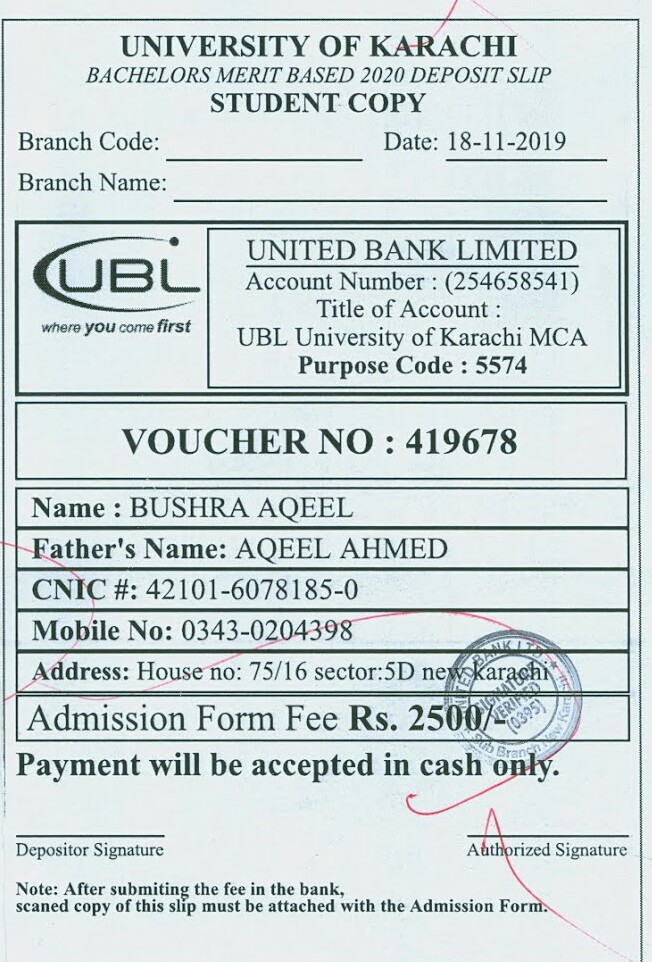 UNIVERSITY OF KARACHI
BACHELORS MERIT BASED 2020 DEPOSIT SLIP
STUDENT COPY
Branch Code: Date: 18-11-2019
Branch Name:
UBL
where you come first
UNITED BANK LIMITED
Account Number : (254658541)
Title of Account :
UBL University of Karachi MCA
Purpose Code : 5574
VOUCHER NO : 419678
Name : BUSHRA AQEEL
Father's Name: AQEEL AHMED
CNIC #: 42101-6078185-0
Mobile No: 0343-0204398
Address: House no: 75/16 sector:5D new karachi
UNITED BANK LTD.
SIGNATURE
VERIFIED
(0395)
Sub Branch New Kar
Admission Form Fee Rs. 2500/-
Payment will be accepted in cash only.
Depositor Signature Authorized Signature
Note: After submiting the fee in the bank,
scaned copy of this slip must be attached with the Admission Form.